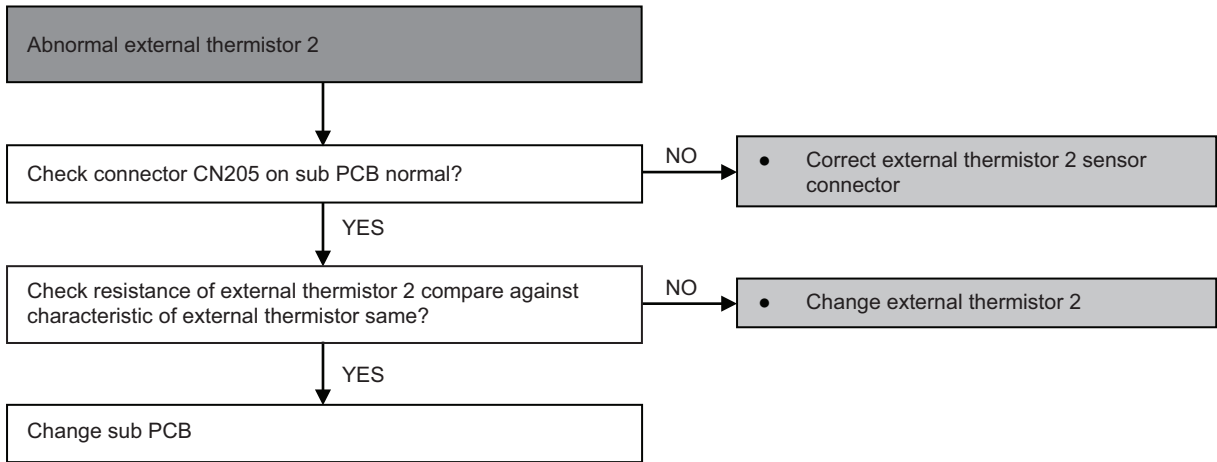 Abnormal external thermistor 2
Check connector CN205 on sub PCB normal?
NO
● Correct external thermistor 2 sensor
connector
YES
Check resistance of external thermistor 2 compare against
characteristic of external thermistor same?
NO
● Change external thermistor 2
YES
Change sub PCB